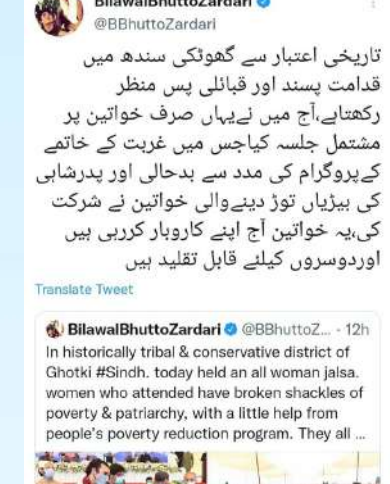 BilawalBhuttoZardari
@BBhuttoZardari
تاریخی اعتبار سے گھوٹکی سندھ میں
قدامت پسند اور قبائلی پس منظر
رکھتاہے،آج میں نےیہاں صرف خواتین پر
مشتمل جلسہ کیاجس میں غربت کے خاتمے
کےپروگرام کی مدد سے بدحالی اور پدرشاہی
کی بیڑیاں توڑ دینےوالی خواتین نے شرکت
کی،یہ خواتین آج اپنے کاروبار کررہی ہیں
اوردوسروں کیلئے قابل تقلید ہیں
Translate Tweet
BilawalBhuttoZardari @BBhuttoZ... · 12h
In historically tribal & conservative district of
Ghotki #Sindh. today held an all woman jalsa.
women who attended have broken shackles of
poverty & patriarchy, with a little help from
people's poverty reduction program. They all ...